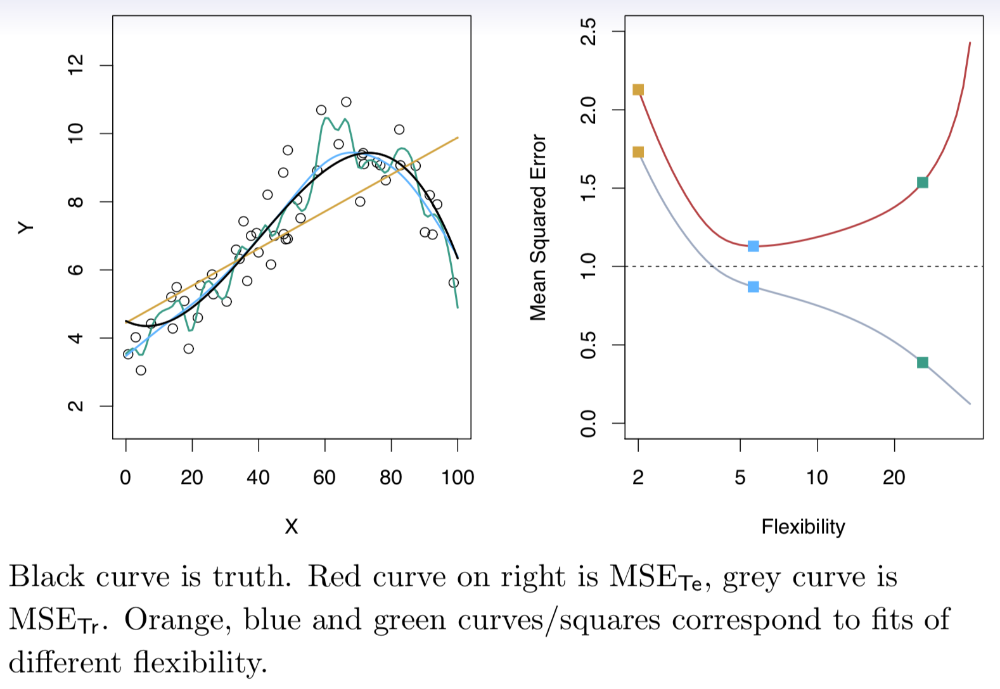 12
10
8
6
4
2
Y
0 20 40 60 80 100
X
2.5
2.0
1.5
1.0
0.5
0.0
Mean Squared Error
2 5 10 20
Flexibility
Black curve is truth. Red curve on right is MSE_Te, grey curve is
MSE_Tr. Orange, blue and green curves/squares correspond to fits of
different flexibility.